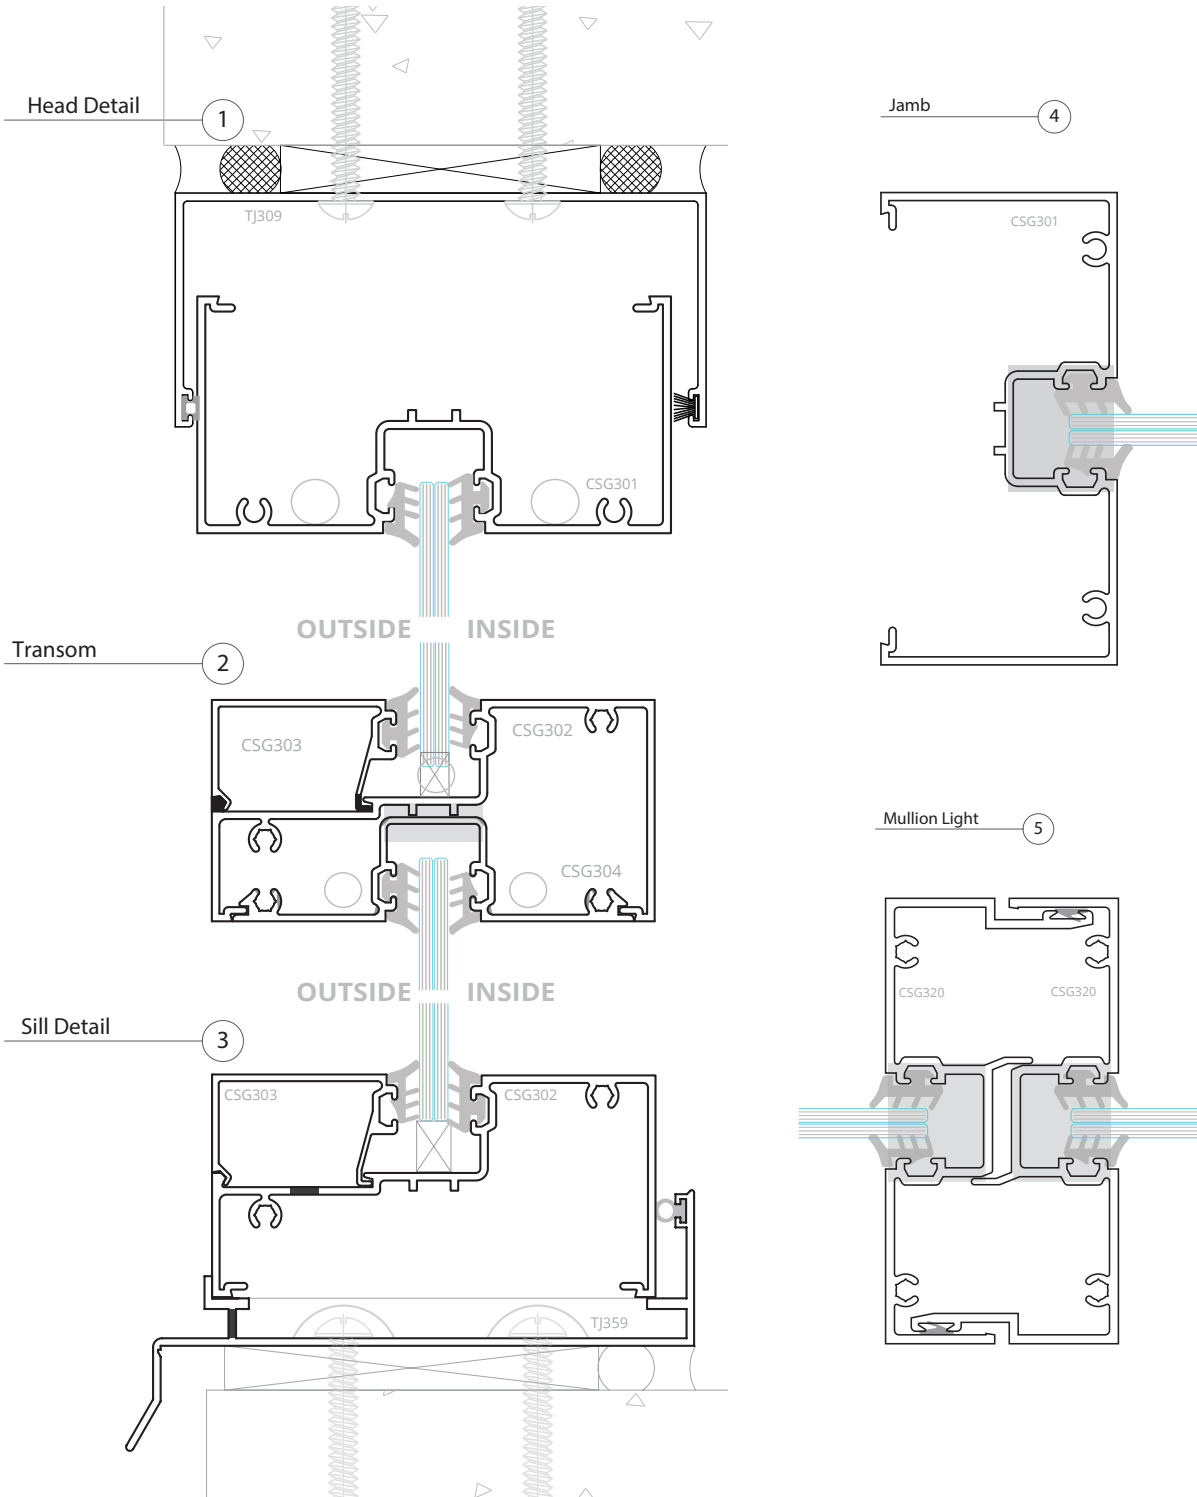 Head Detail
1
TJ309
CSG301
OUTSIDE INSIDE
Transom
2
CSG303
CSG302
CSG304
OUTSIDE INSIDE
Sill Detail
3
CSG303
CSG302
TJ359
Jamb
4
CSG301
Mullion Light
5
CSG320
CSG320